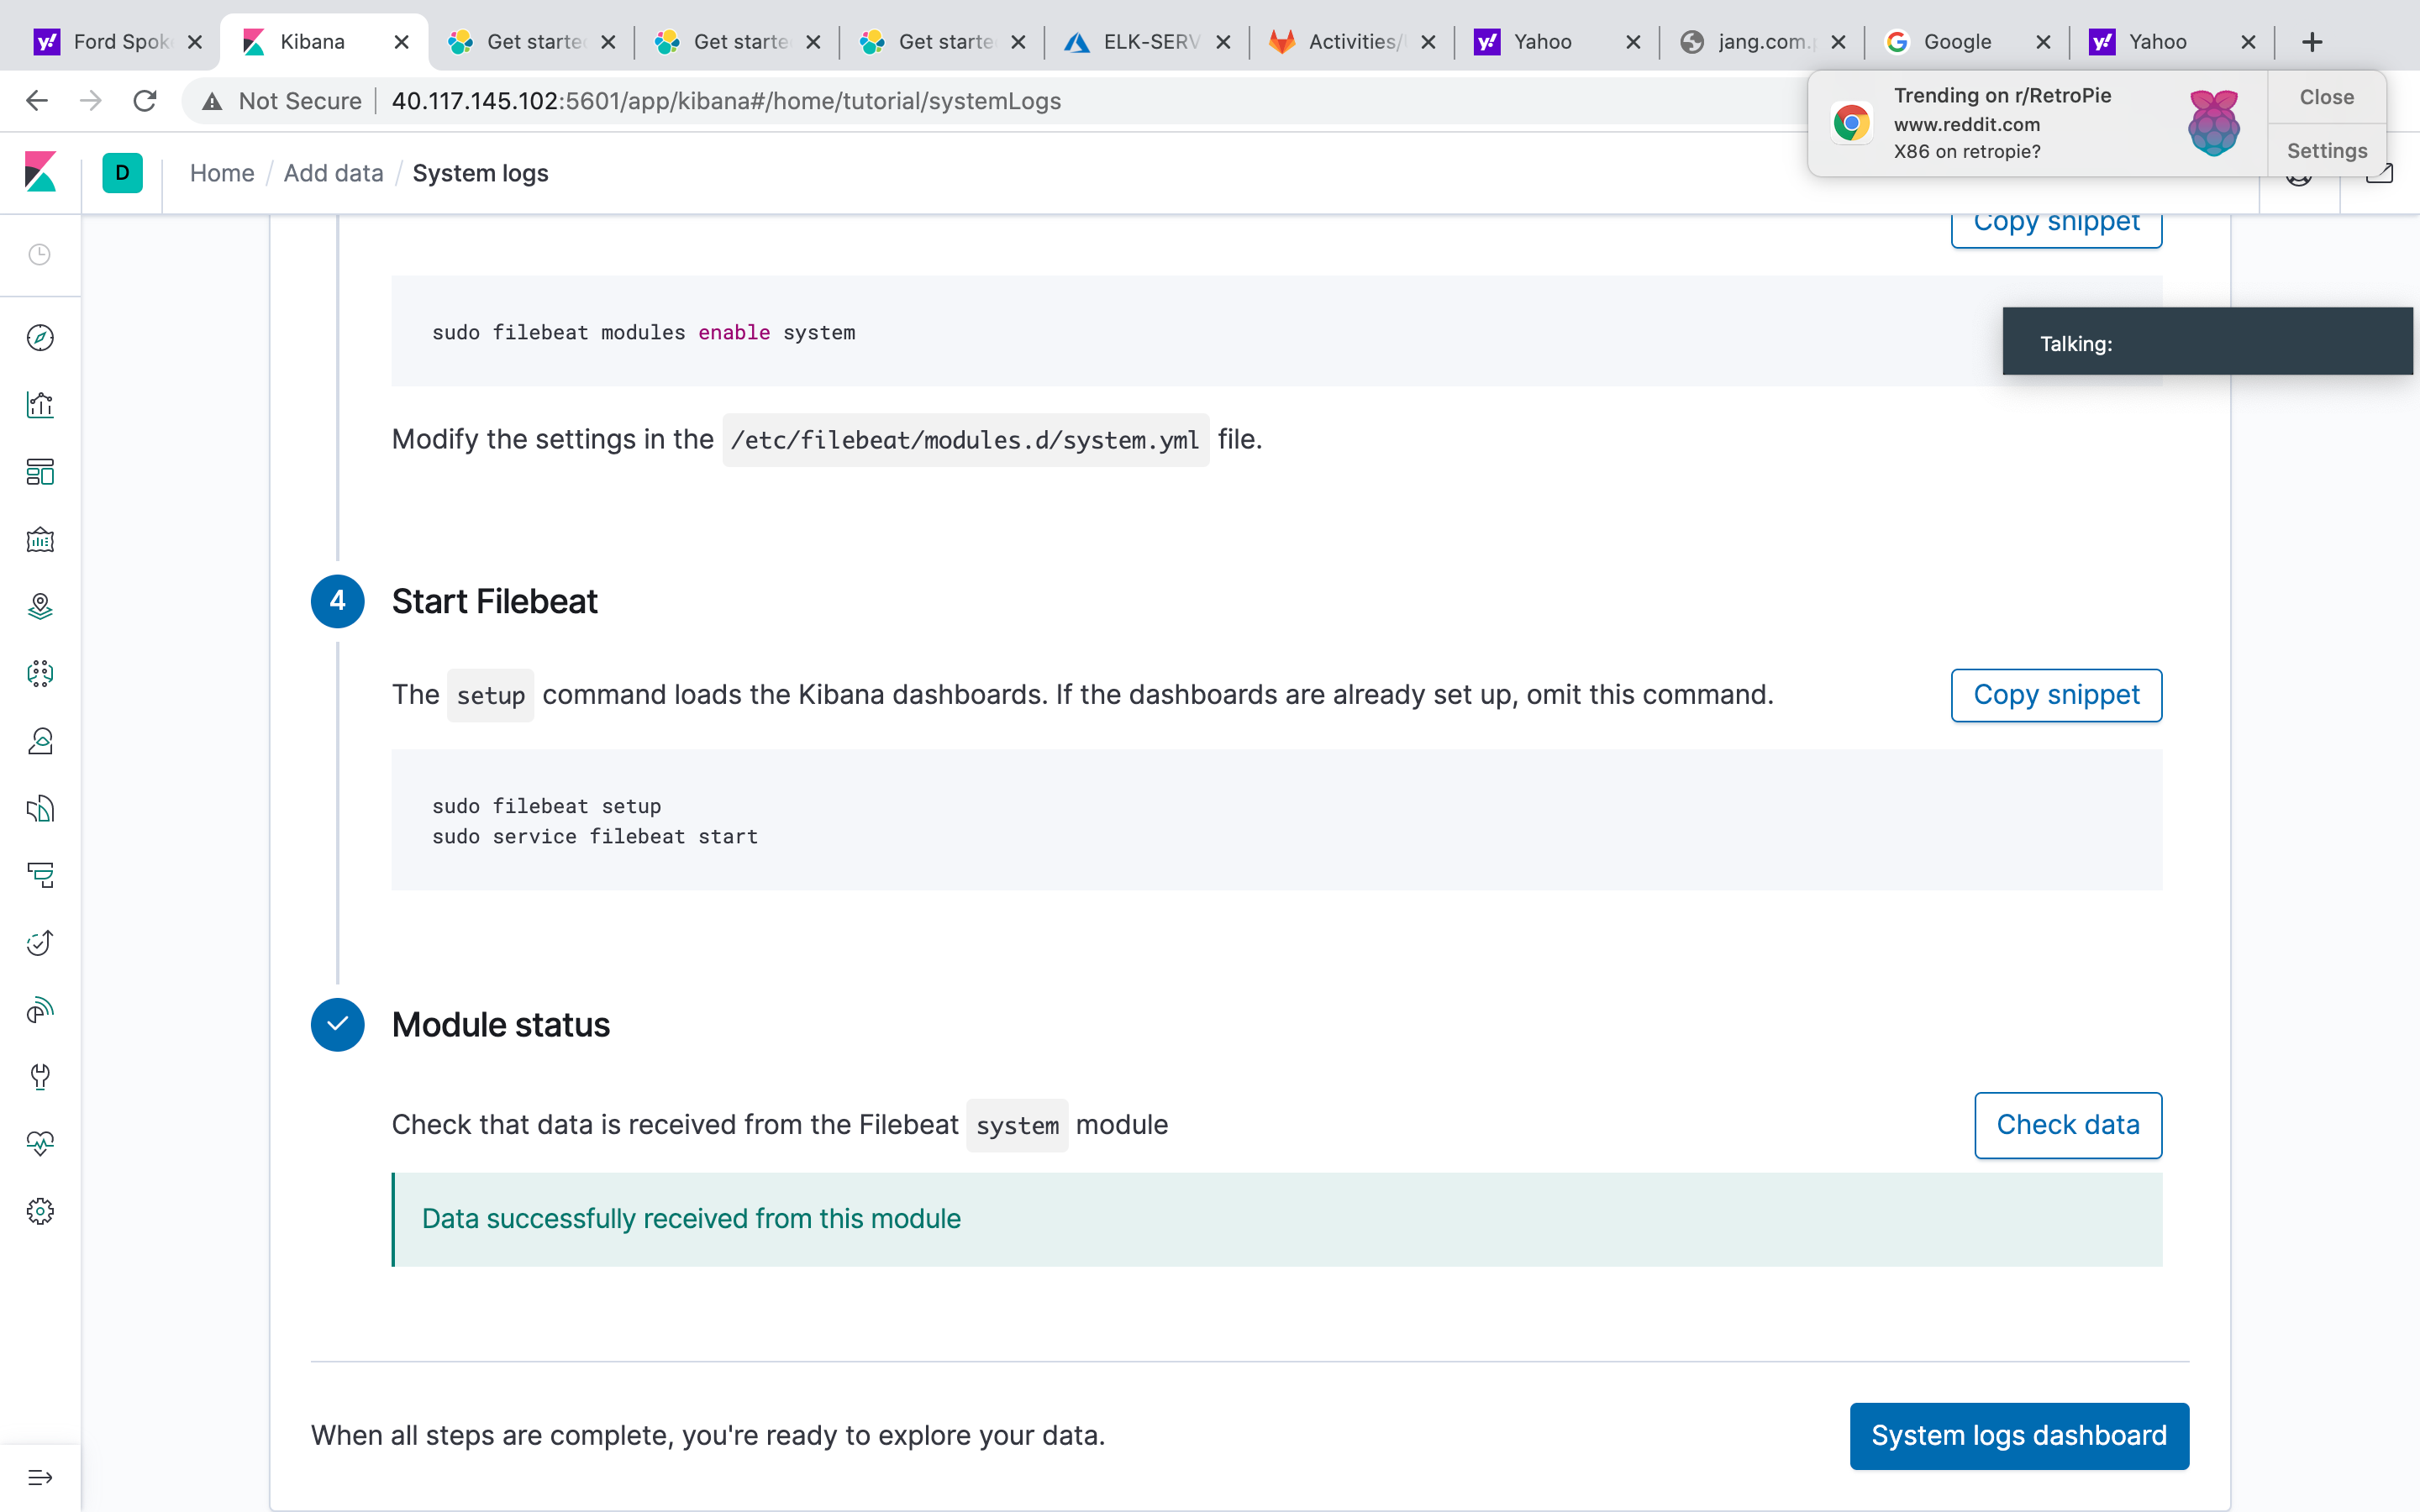 Ford Spok
Kibana
Get starte
Get starte
Get starte
ELK-SERV
Activities/
Yahoo
jang.com.
Google
Yahoo
Not Secure
40.117.145.102:5601/app/kibana#/home/tutorial/systemLogs
Trending on r/RetroPie
www.reddit.com
X86 on retropie?
Close
Settings
D
Home / Add data / System logs
Copy snippet
sudo filebeat modules enable system
Talking:
Modify the settings in the /etc/filebeat/modules.d/system.yml file.
4
Start Filebeat
The setup command loads the Kibana dashboards. If the dashboards are already set up, omit this command.
Copy snippet
sudo filebeat setup
sudo service filebeat start
Module status
Check that data is received from the Filebeat system module
Check data
Data successfully received from this module
When all steps are complete, you're ready to explore your data.
System logs dashboard